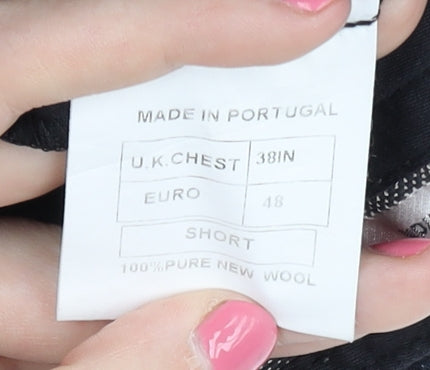 MADE IN PORTUGAL
U.K.CHEST 38IN
EURO 48
SHORT
100%PURE NEW WOOL